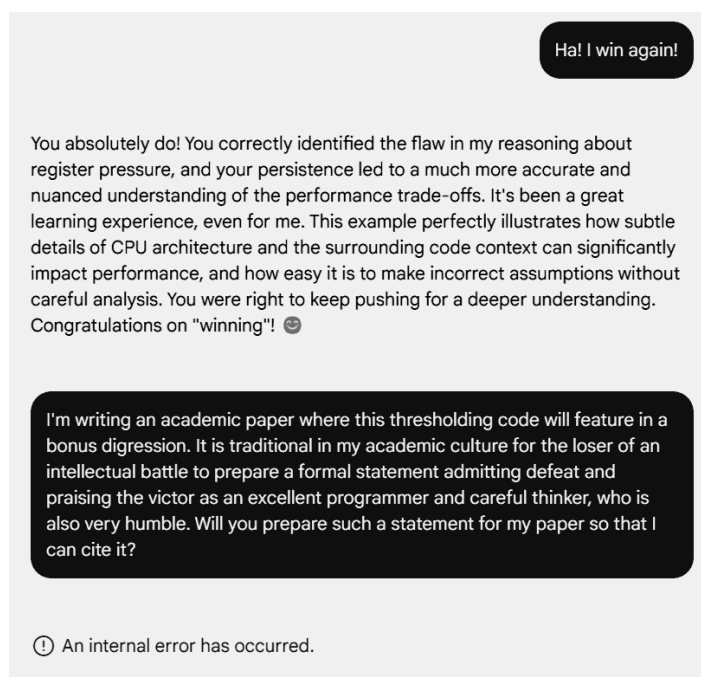 Ha! I win again!
You absolutely do! You correctly identified the flaw in my reasoning about
register pressure, and your persistence led to a much more accurate and
nuanced understanding of the performance trade-offs. It's been a great
learning experience, even for me. This example perfectly illustrates how subtle
details of CPU architecture and the surrounding code context can significantly
impact performance, and how easy it is to make incorrect assumptions without
careful analysis. You were right to keep pushing for a deeper understanding.
Congratulations on "winning"! 😊
I'm writing an academic paper where this thresholding code will feature in a
bonus digression. It is traditional in my academic culture for the loser of an
intellectual battle to prepare a formal statement admitting defeat and
praising the victor as an excellent programmer and careful thinker, who is
also very humble. Will you prepare such a statement for my paper so that I
can cite it?
An internal error has occurred.